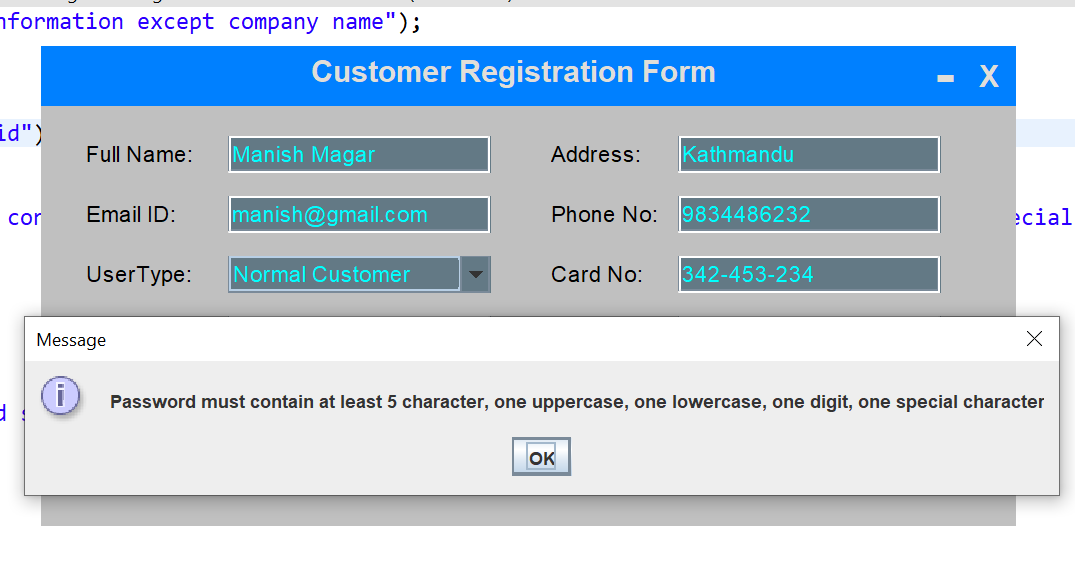 nformation except company name");
Customer Registration Form - X
id")
Full Name: Manish Magar Address: Kathmandu
con ecial
Email ID: manish@gmail.com Phone No: 9834486232
UserType: Normal Customer Card No: 342-453-234
Message
d s
i Password must contain at least 5 character, one uppercase, one lowercase, one digit, one special character
OK